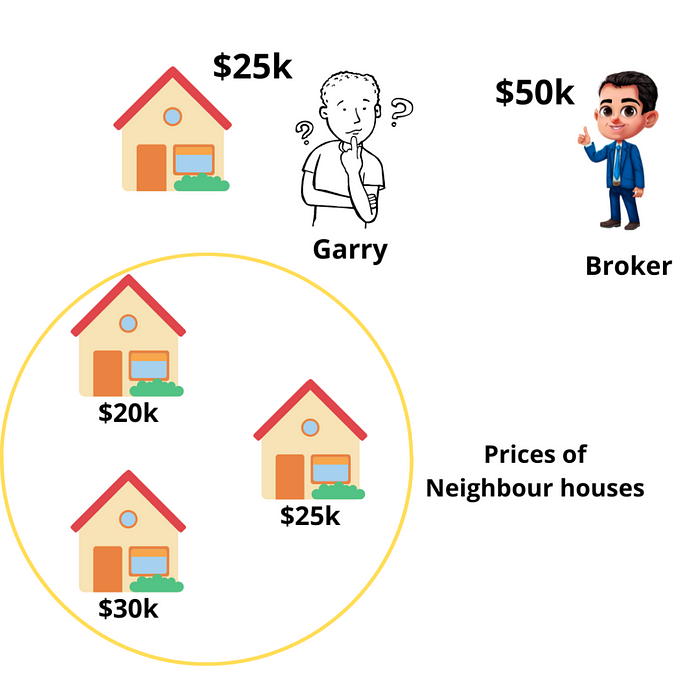 $25k
$50k
?
?
Garry
Broker
$20k
$25k
Prices of
Neighbour houses
$30k